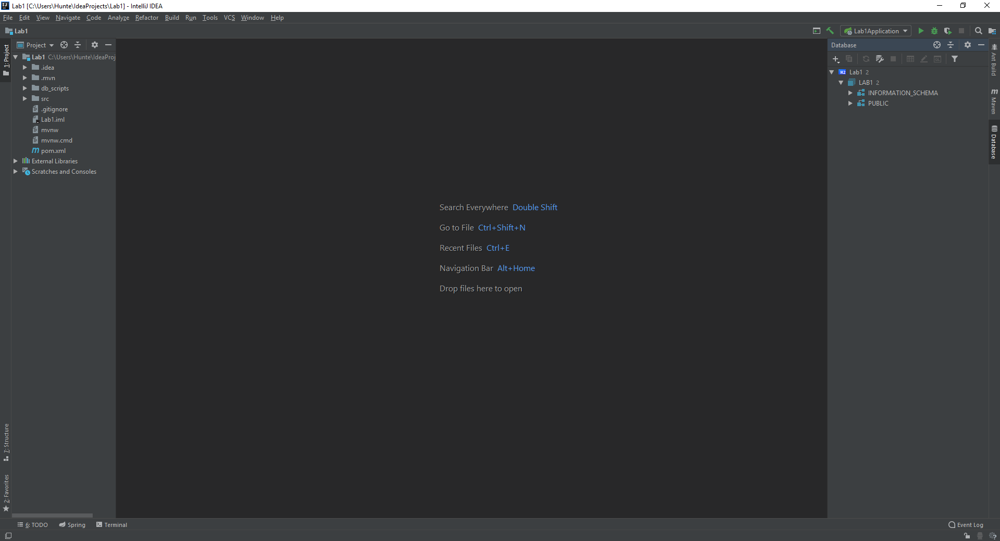 Lab1 [C:\Users\Hunte\IdeaProjects\Lab1] - IntelliJ IDEA
File Edit View Navigate Code Analyze Refactor Build Run Tools VCS Window Help
Lab1
Lab1Application
1: Project
Project
Lab1 C:\Users\Hunte\IdeaProj
.idea
.mvn
db_scripts
src
.gitignore
Lab1.iml
mvnw
mvnw.cmd
m pom.xml
External Libraries
Scratches and Consoles
7: Structure
2: Favorites
Search Everywhere Double Shift
Go to File Ctrl+Shift+N
Recent Files Ctrl+E
Navigation Bar Alt+Home
Drop files here to open
Database
H2 Lab1 2
LAB1 2
INFORMATION_SCHEMA
PUBLIC
Ant Build
m Maven
Database
6: TODO Spring Terminal
Event Log